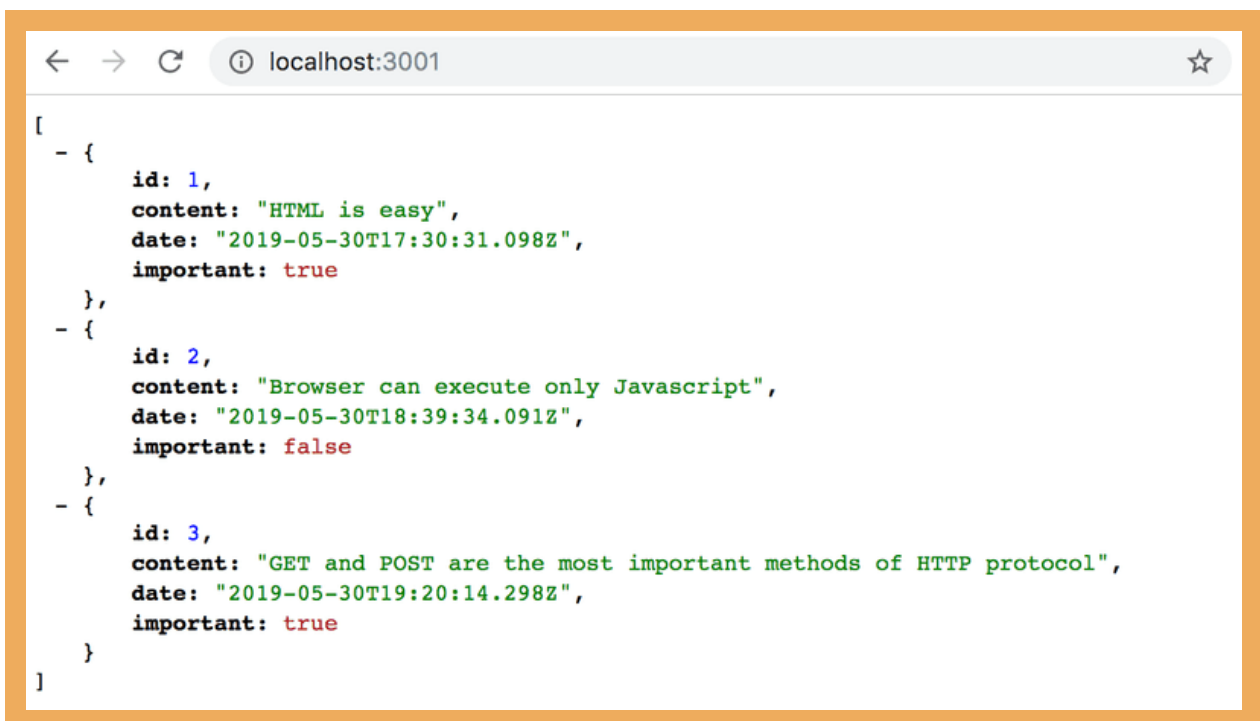 localhost:3001
[
- {
id: 1,
content: "HTML is easy",
date: "2019-05-30T17:30:31.098Z",
important: true
},
- {
id: 2,
content: "Browser can execute only Javascript",
date: "2019-05-30T18:39:34.091Z",
important: false
},
- {
id: 3,
content: "GET and POST are the most important methods of HTTP protocol",
date: "2019-05-30T19:20:14.298Z",
important: true
}
]